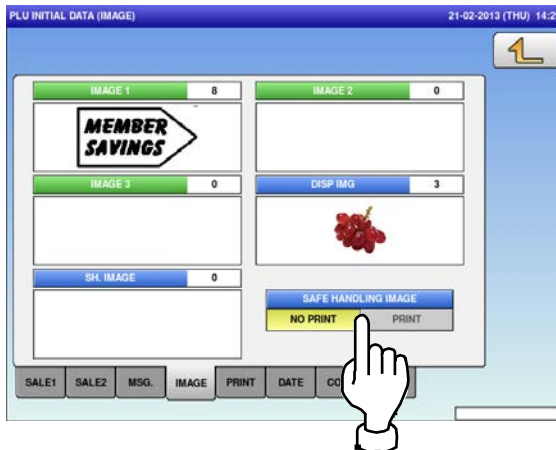 PLU INITIAL DATA (IMAGE) 21-02-2013 (THU) 14:2
IMAGE 1 8 IMAGE 2 0
MEMBER
SAVINGS
IMAGE 3 0 DISP IMG 3
SH. IMAGE 0
SAFE HANDLING IMAGE
NO PRINT PRINT
SALE1 SALE2 MSG. IMAGE PRINT DATE